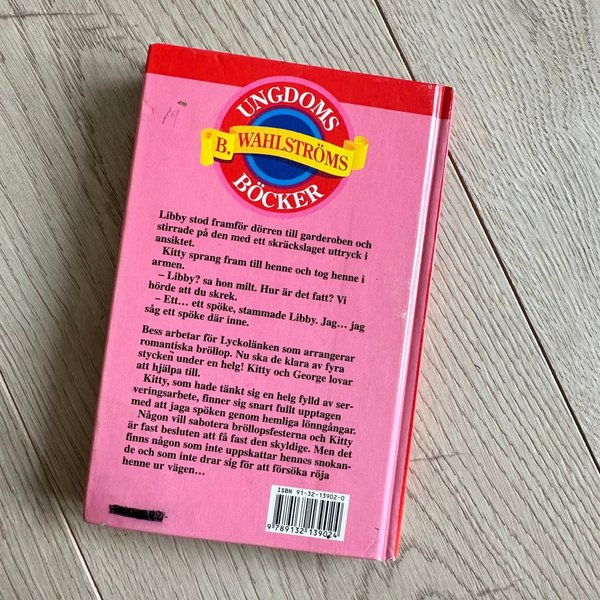 UNGDOMS
B. WAHLSTRÖMS
BÖCKER
Libby stod framför dörren till garderoben och
stirrade på den med ett skräckslaget uttryck i
ansiktet.
Kitty sprang fram till henne och tog henne i
armen.
– Libby? sa hon milt. Hur är det fatt? Vi
hörde att du skrek.
– Ett... ett spöke, stammade Libby. Jag... jag
såg ett spöke där inne.
Bess arbetar för Lyckolänken som arrangerar
romantiska bröllop. Nu ska de klara av fyra
stycken under en helg! Kitty och George lovar
att hjälpa till.
Kitty, som hade tänkt sig en helg fylld av ser-
veringsarbete, finner sig snart fullt upptagen
med att jaga spöken genom hemliga lönngångar.
Någon vill sabotera bröllopsfesterna och Kitty
är fast besluten att få fast den skyldige. Men det
finns någon som inte uppskattar hennes snokan-
de och som inte drar sig för att försöka röja
henne ur vägen...
ISBN 91-32-13902-0
9 789132 139024